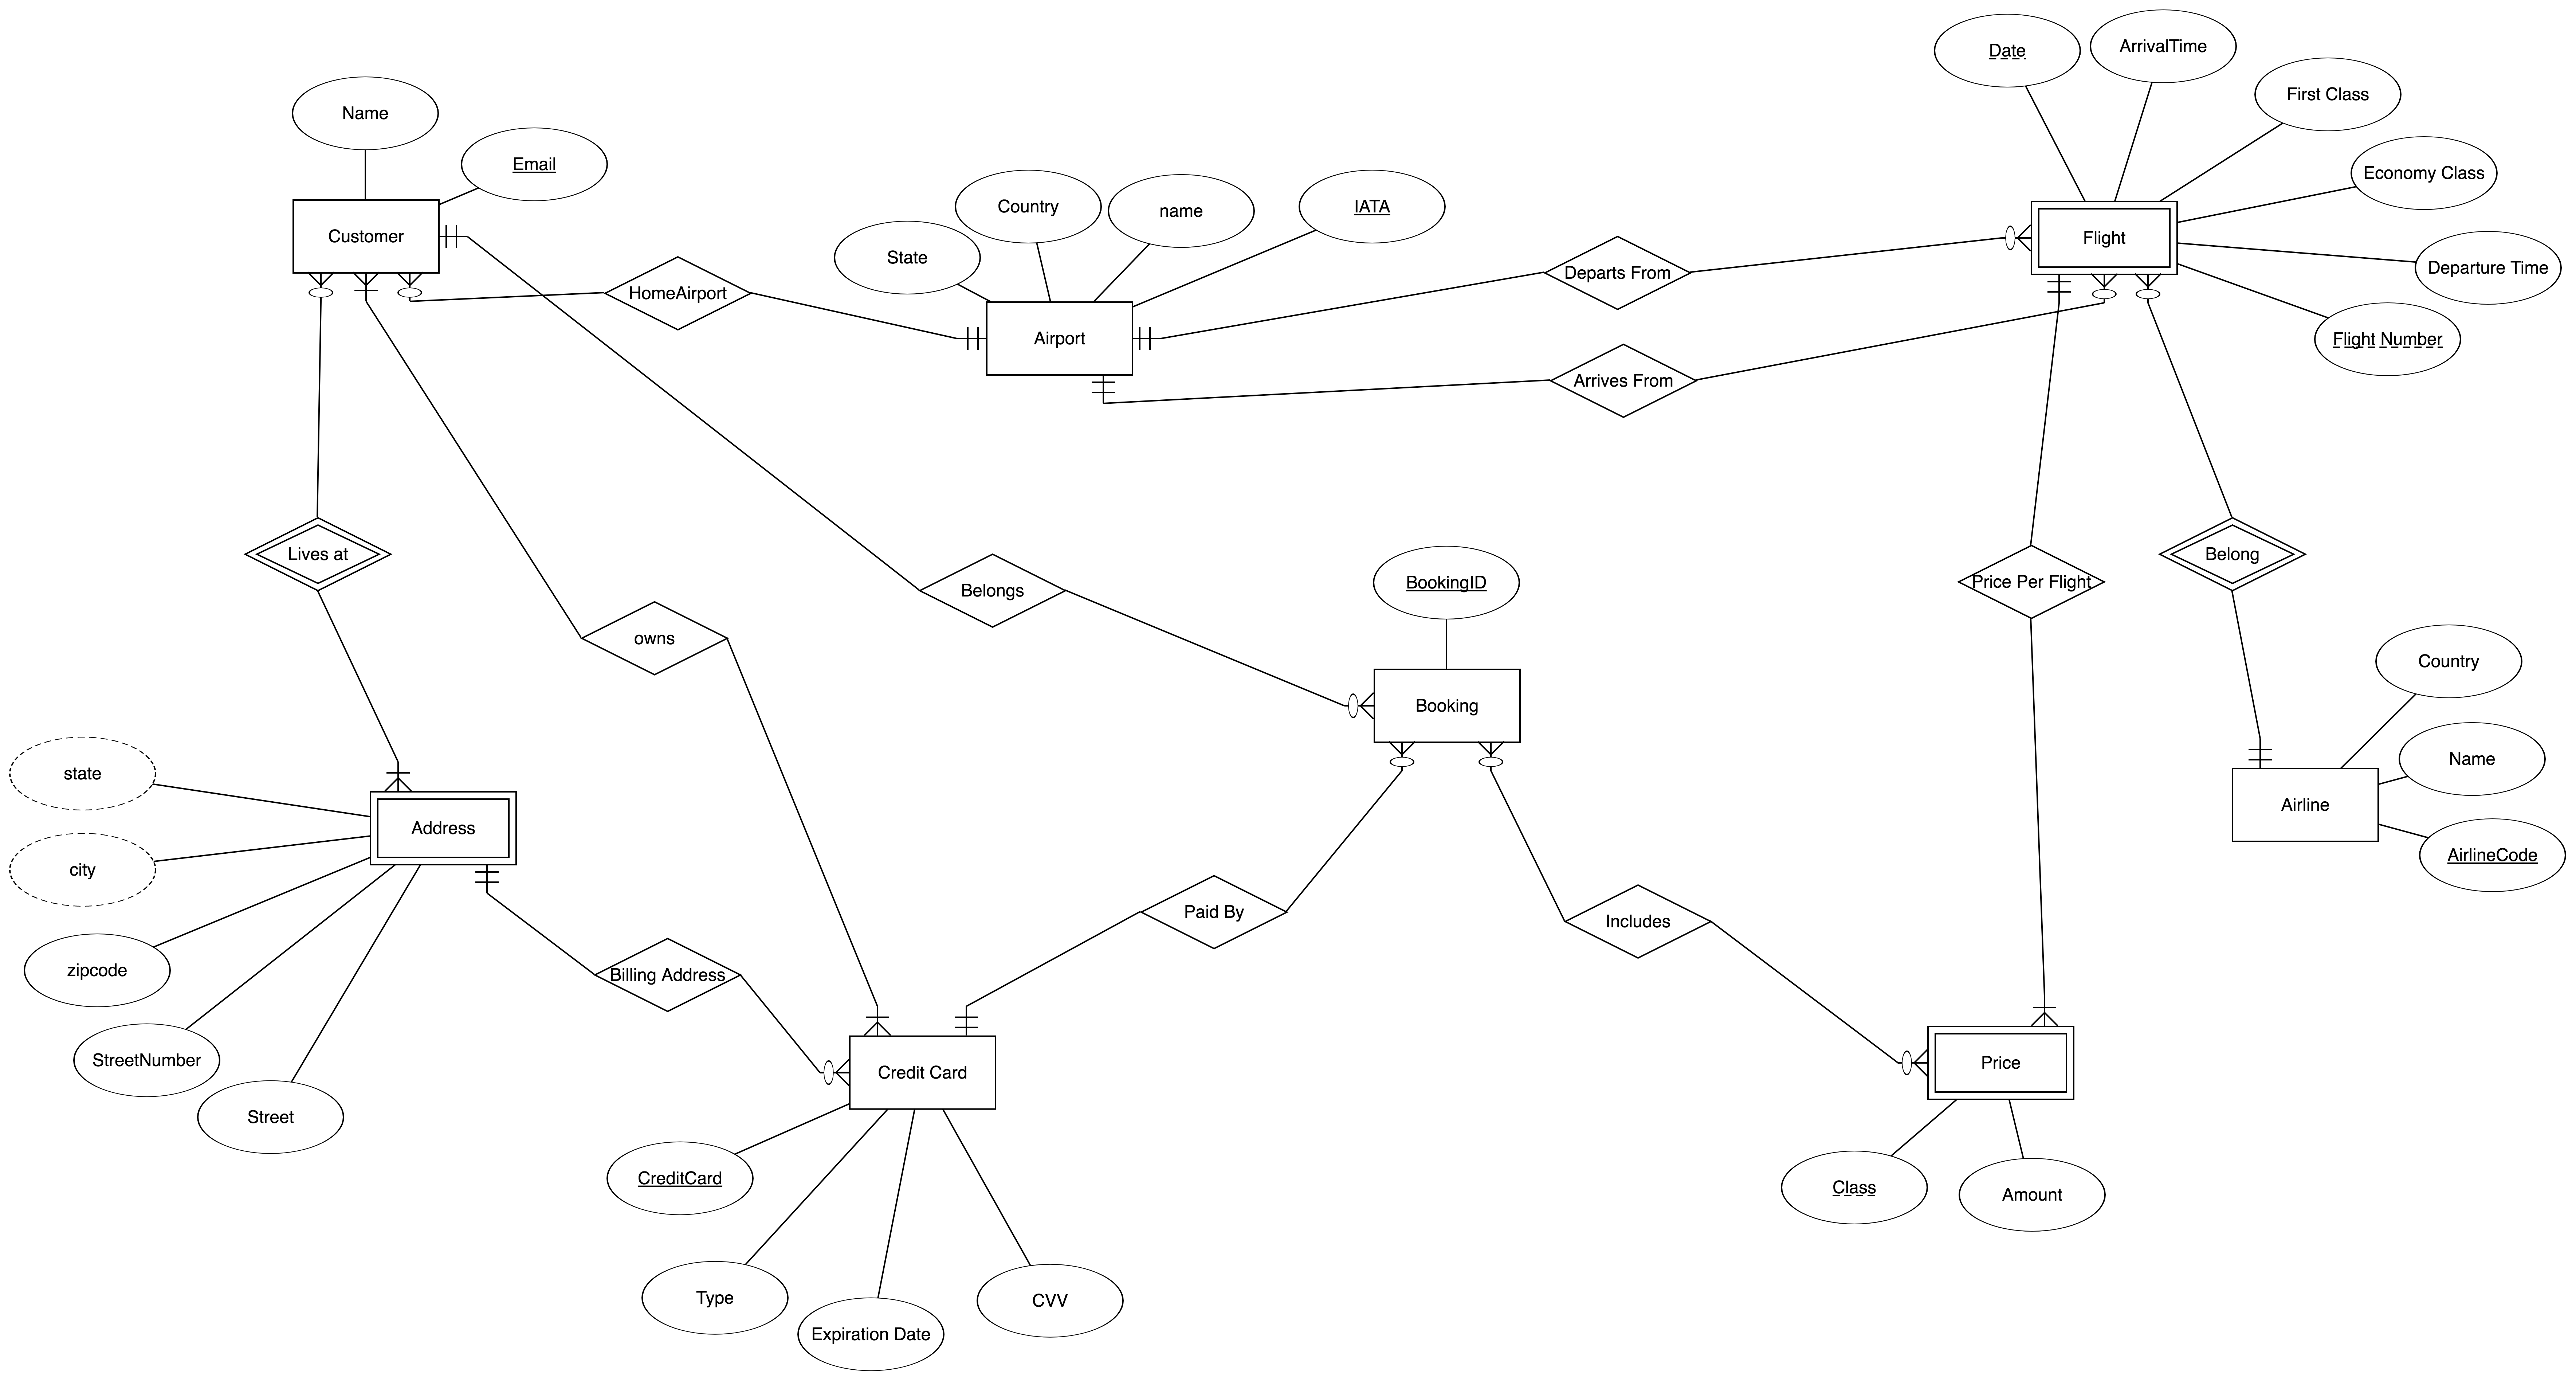 Date
ArrivalTime
First Class
Name
Email
Economy Class
Country
name
IATA
State
Customer
Flight
Departure Time
HomeAirport
Departs From
Airport
Flight Number
Arrives From
Lives at
Belong
BookingID
Price Per Flight
Belongs
owns
Country
Booking
Name
state
Airline
Address
AirlineCode
city
Paid By
Includes
zipcode
Billing Address
StreetNumber
Credit Card
Price
Street
CreditCard
Class
Amount
Type
CVV
Expiration Date